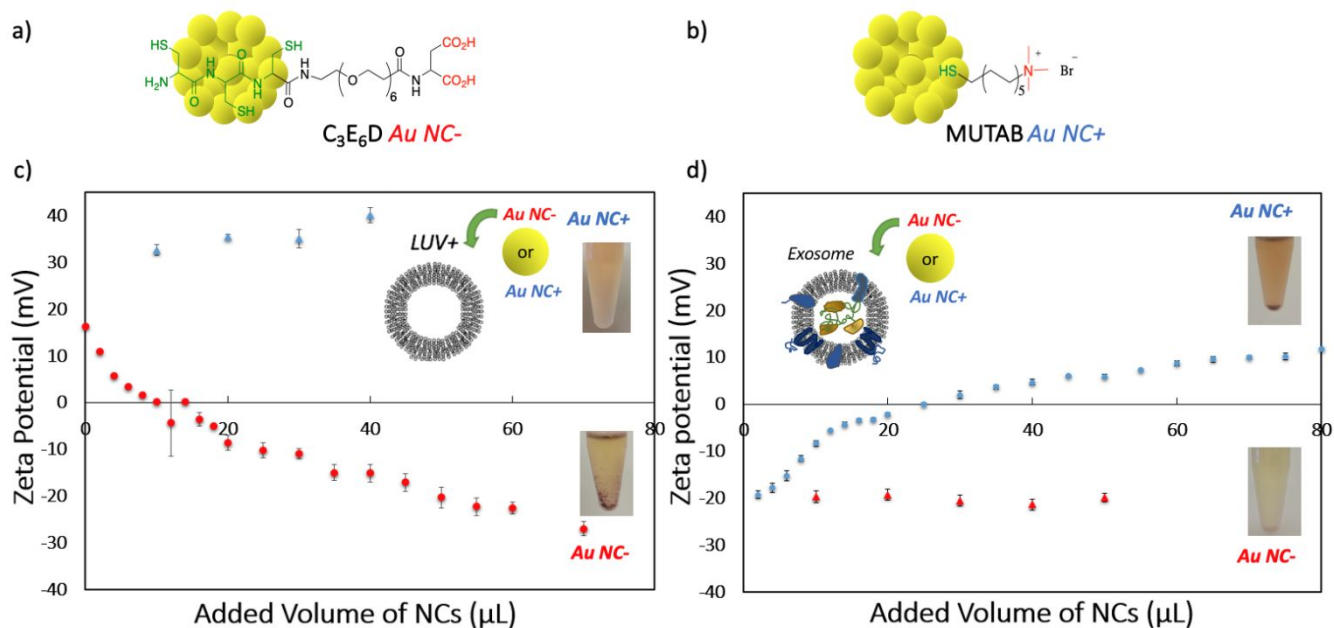 a)
HS
SH
O
H
N
O
H
N
O
6
O
N
H
CO₂H
CO₂H
H₂N
O
N
H
O
SH
C₃E₆D Au NC-
b)
HS
5
N
+
Br
-
MUTAB Au NC+
c)
Zeta Potential (mV)
40
30
20
10
0
-10
-20
-30
-40
0
20
40
60
80
Added Volume of NCs (µL)
LUV+
Au NC-
or
Au NC+
Au NC+
Au NC-
d)
Zeta potential (mV)
40
30
20
10
0
-10
-20
-30
-40
0
20
40
60
80
Added Volume of NCs (µL)
Exosome
Au NC-
or
Au NC+
Au NC+
Au NC-